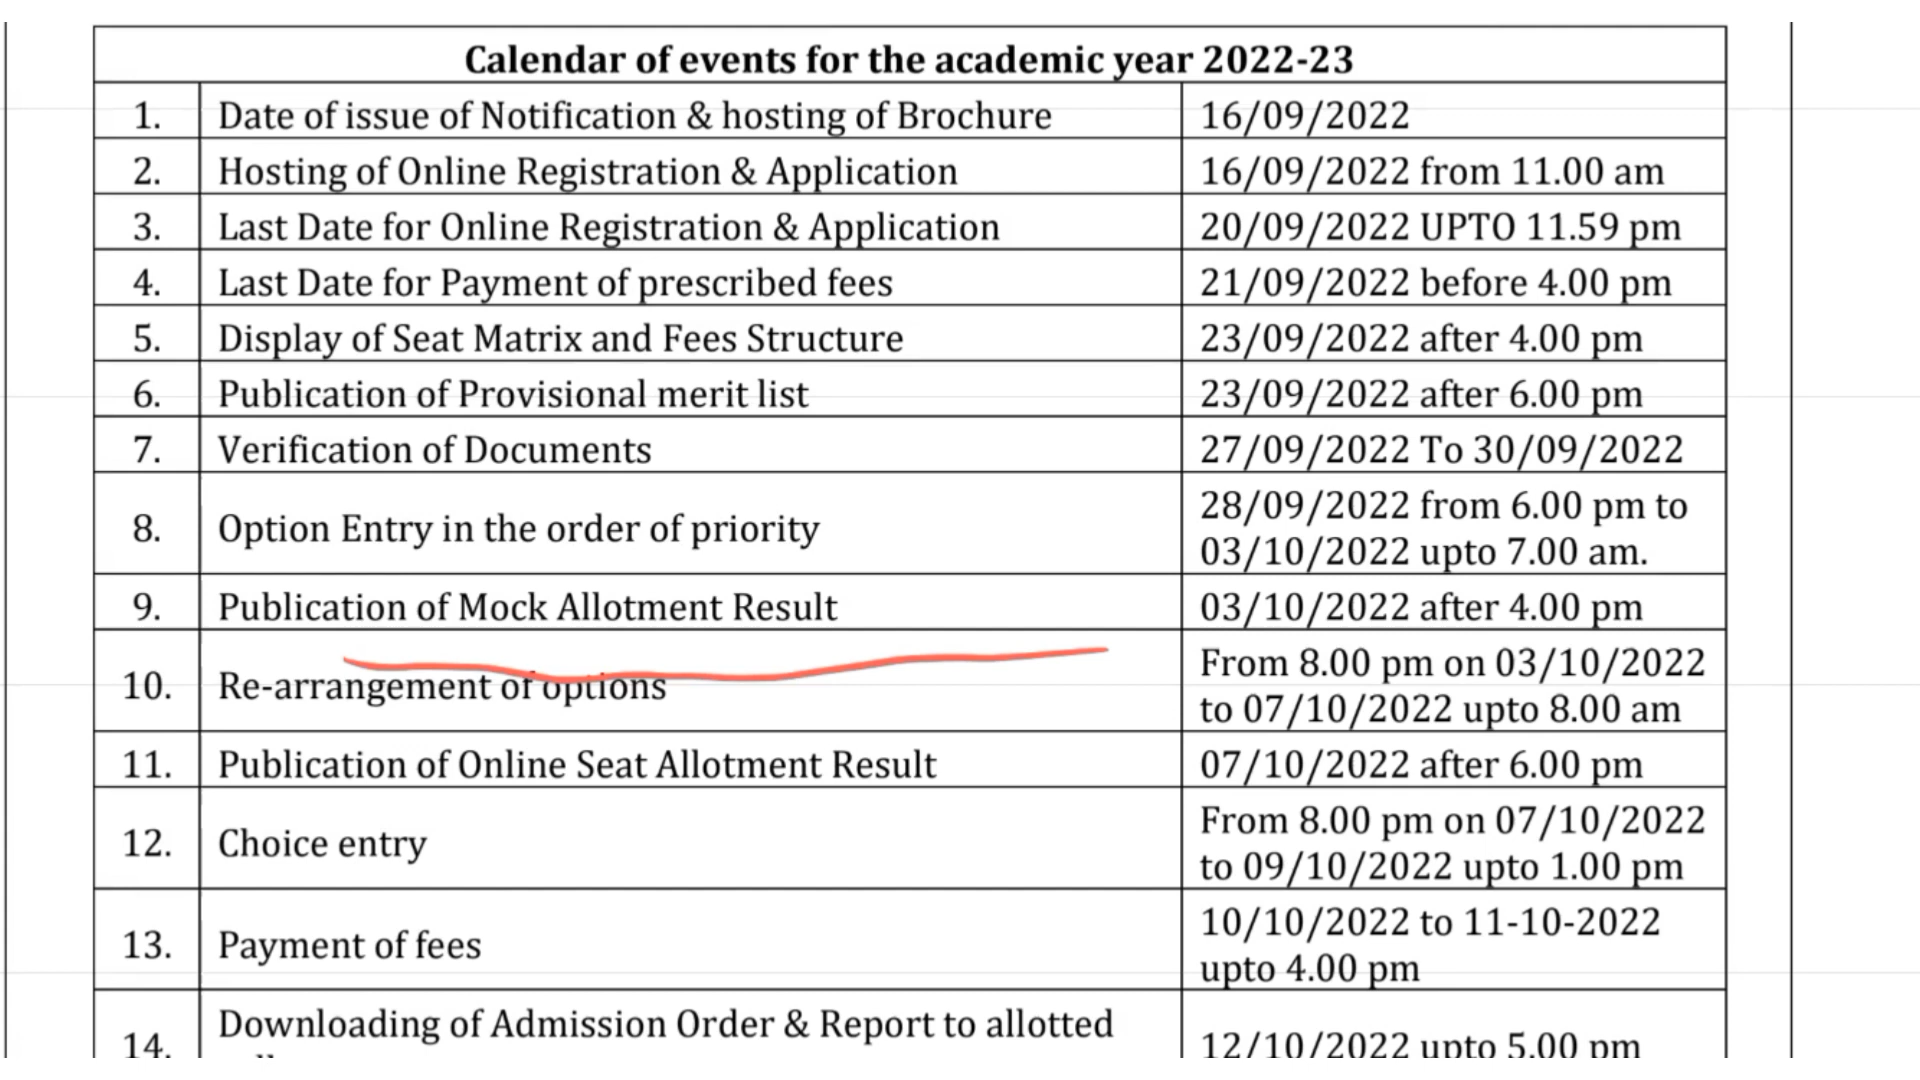 Calendar of events for the academic year 2022-23
1. Date of issue of Notification & hosting of Brochure 16/09/2022
2. Hosting of Online Registration & Application 16/09/2022 from 11.00 am
3. Last Date for Online Registration & Application 20/09/2022 UPTO 11.59 pm
4. Last Date for Payment of prescribed fees 21/09/2022 before 4.00 pm
5. Display of Seat Matrix and Fees Structure 23/09/2022 after 4.00 pm
6. Publication of Provisional merit list 23/09/2022 after 6.00 pm
7. Verification of Documents 27/09/2022 To 30/09/2022
8. Option Entry in the order of priority 28/09/2022 from 6.00 pm to
03/10/2022 upto 7.00 am.
9. Publication of Mock Allotment Result 03/10/2022 after 4.00 pm
10. Re-arrangement of options From 8.00 pm on 03/10/2022
to 07/10/2022 upto 8.00 am
11. Publication of Online Seat Allotment Result 07/10/2022 after 6.00 pm
12. Choice entry From 8.00 pm on 07/10/2022
to 09/10/2022 upto 1.00 pm
13. Payment of fees 10/10/2022 to 11-10-2022
upto 4.00 pm
14. Downloading of Admission Order & Report to allotted
12/10/2022 upto 5.00 pm